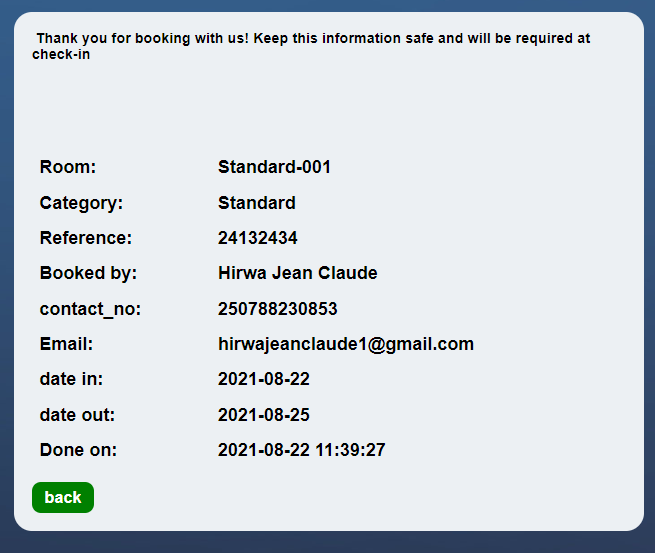 Thank you for booking with us! Keep this information safe and will be required at
check-in
Room: Standard-001
Category: Standard
Reference: 24132434
Booked by: Hirwa Jean Claude
contact_no: 250788230853
Email: hirwajeanclaude1@gmail.com
date in: 2021-08-22
date out: 2021-08-25
Done on: 2021-08-22 11:39:27
back